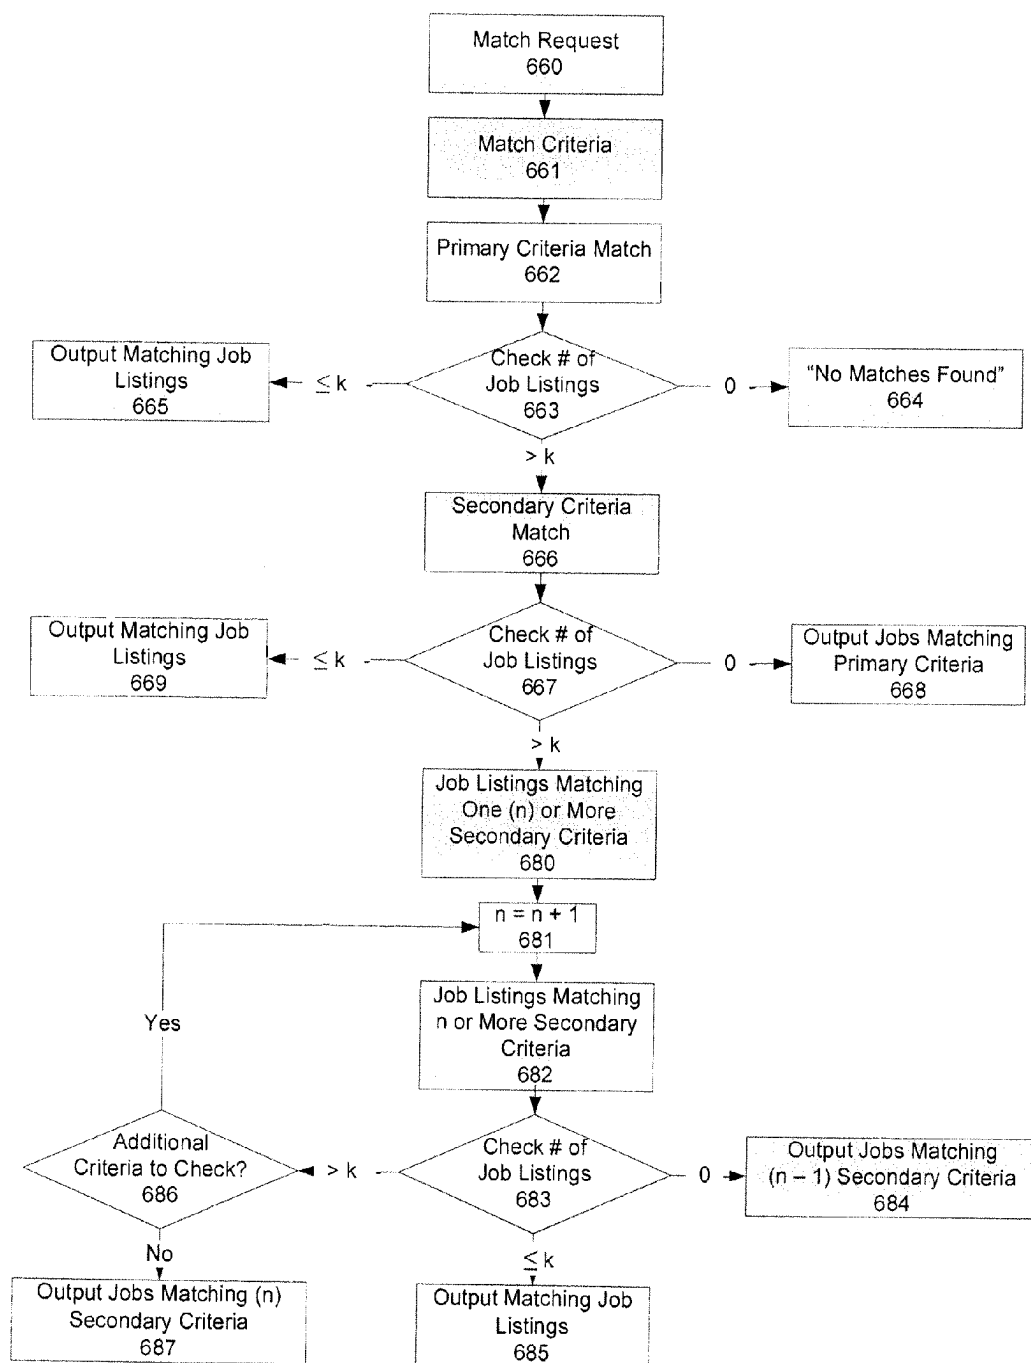 Match Request
660
Match Criteria
661
Primary Criteria Match
662
Output Matching Job
Listings
665
≤ k
Check # of
Job Listings
663
0
"No Matches Found"
664
> k
Secondary Criteria
Match
666
Output Matching Job
Listings
669
≤ k
Check # of
Job Listings
667
0
Output Jobs Matching
Primary Criteria
668
> k
Job Listings Matching
One (n) or More
Secondary Criteria
680
n = n + 1
681
Yes
Job Listings Matching
n or More Secondary
Criteria
682
Additional
Criteria to Check?
686
> k
Check # of
Job Listings
683
0
Output Jobs Matching
(n – 1) Secondary Criteria
684
No
≤ k
Output Jobs Matching (n)
Secondary Criteria
687
Output Matching Job
Listings
685